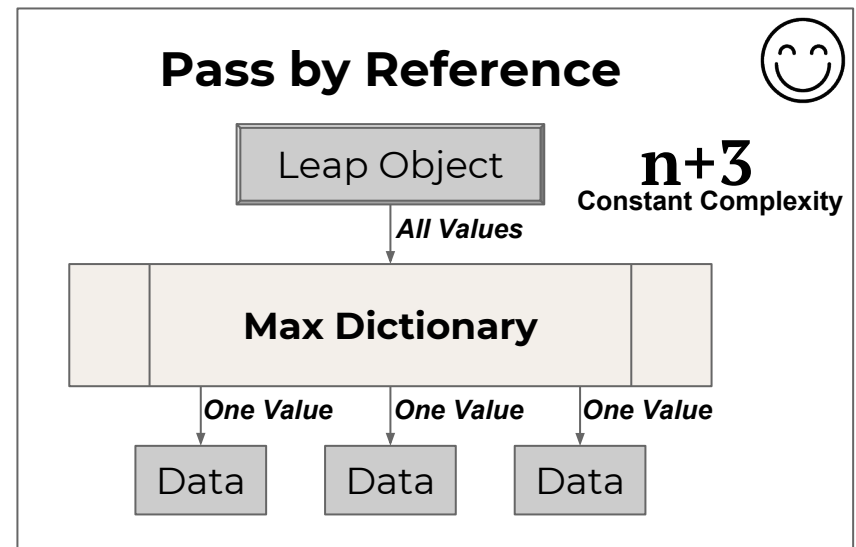 Pass by Reference
Leap Object
n+3
Constant Complexity
All Values
Max Dictionary
One Value
One Value
One Value
Data
Data
Data